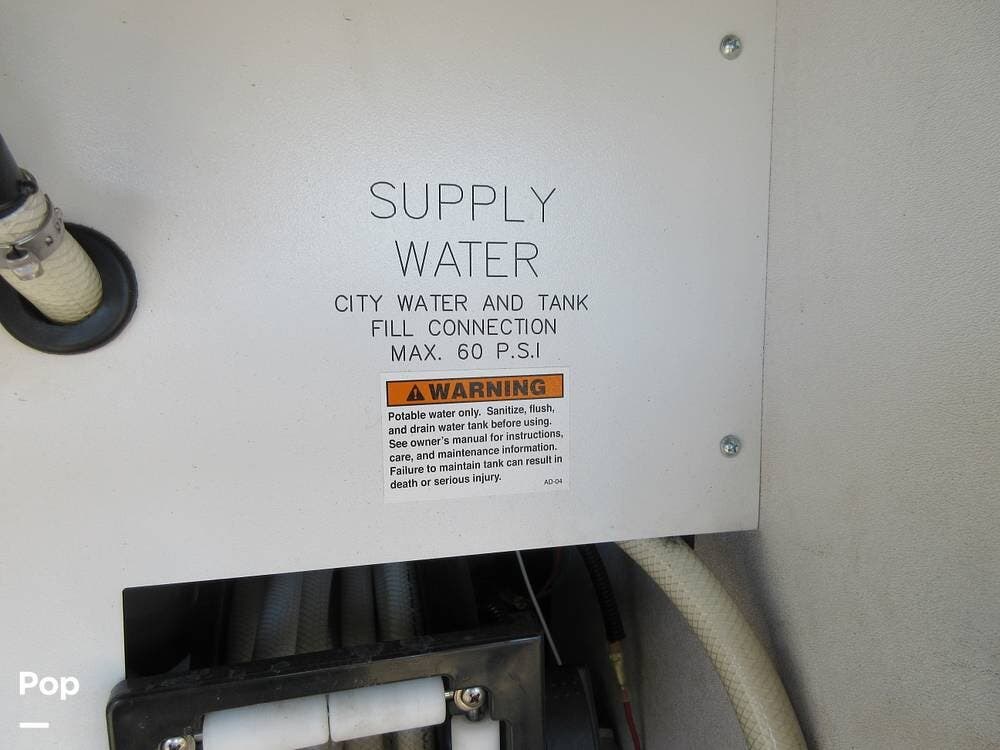 SUPPLY
WATER
CITY WATER AND TANK
FILL CONNECTION
MAX. 60 P.S.I
WARNING
Potable water only. Sanitize, flush,
and drain water tank before using.
See owner's manual for instructions,
care, and maintenance information.
Failure to maintain tank can result in
death or serious injury. AD-04
Pop